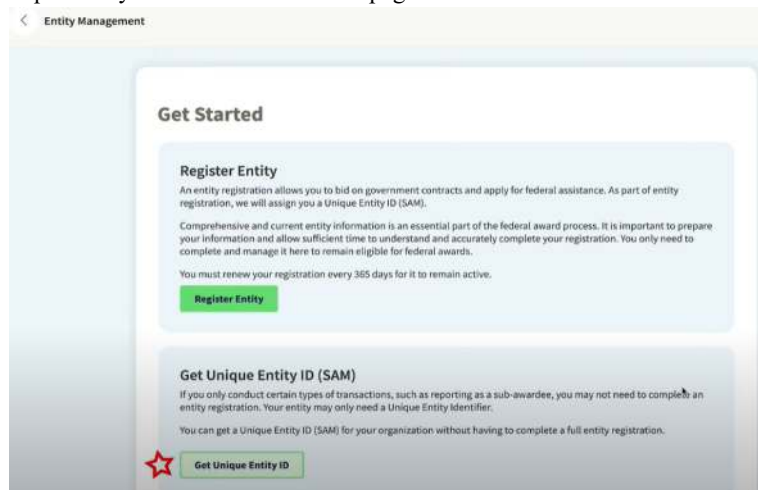 Entity Management
Get Started
Register Entity
An entity registration allows you to bid on government contracts and apply for federal assistance. As part of entity
registration, we will assign you a Unique Entity ID (SAM).
Comprehensive and current entity information is an essential part of the federal award process. It is important to prepare
your information and allow sufficient time to understand and accurately complete your registration. You only need to
complete and manage it here to remain eligible for federal awards.
You must renew your registration every 365 days for it to remain active.
Register Entity
Get Unique Entity ID (SAM)
If you only conduct certain types of transactions, such as reporting as a sub-awardee, you may not need to complete an
entity registration. Your entity may only need a Unique Entity Identifier.
You can get a Unique Entity ID (SAM) for your organization without having to complete a full entity registration.
Get Unique Entity ID